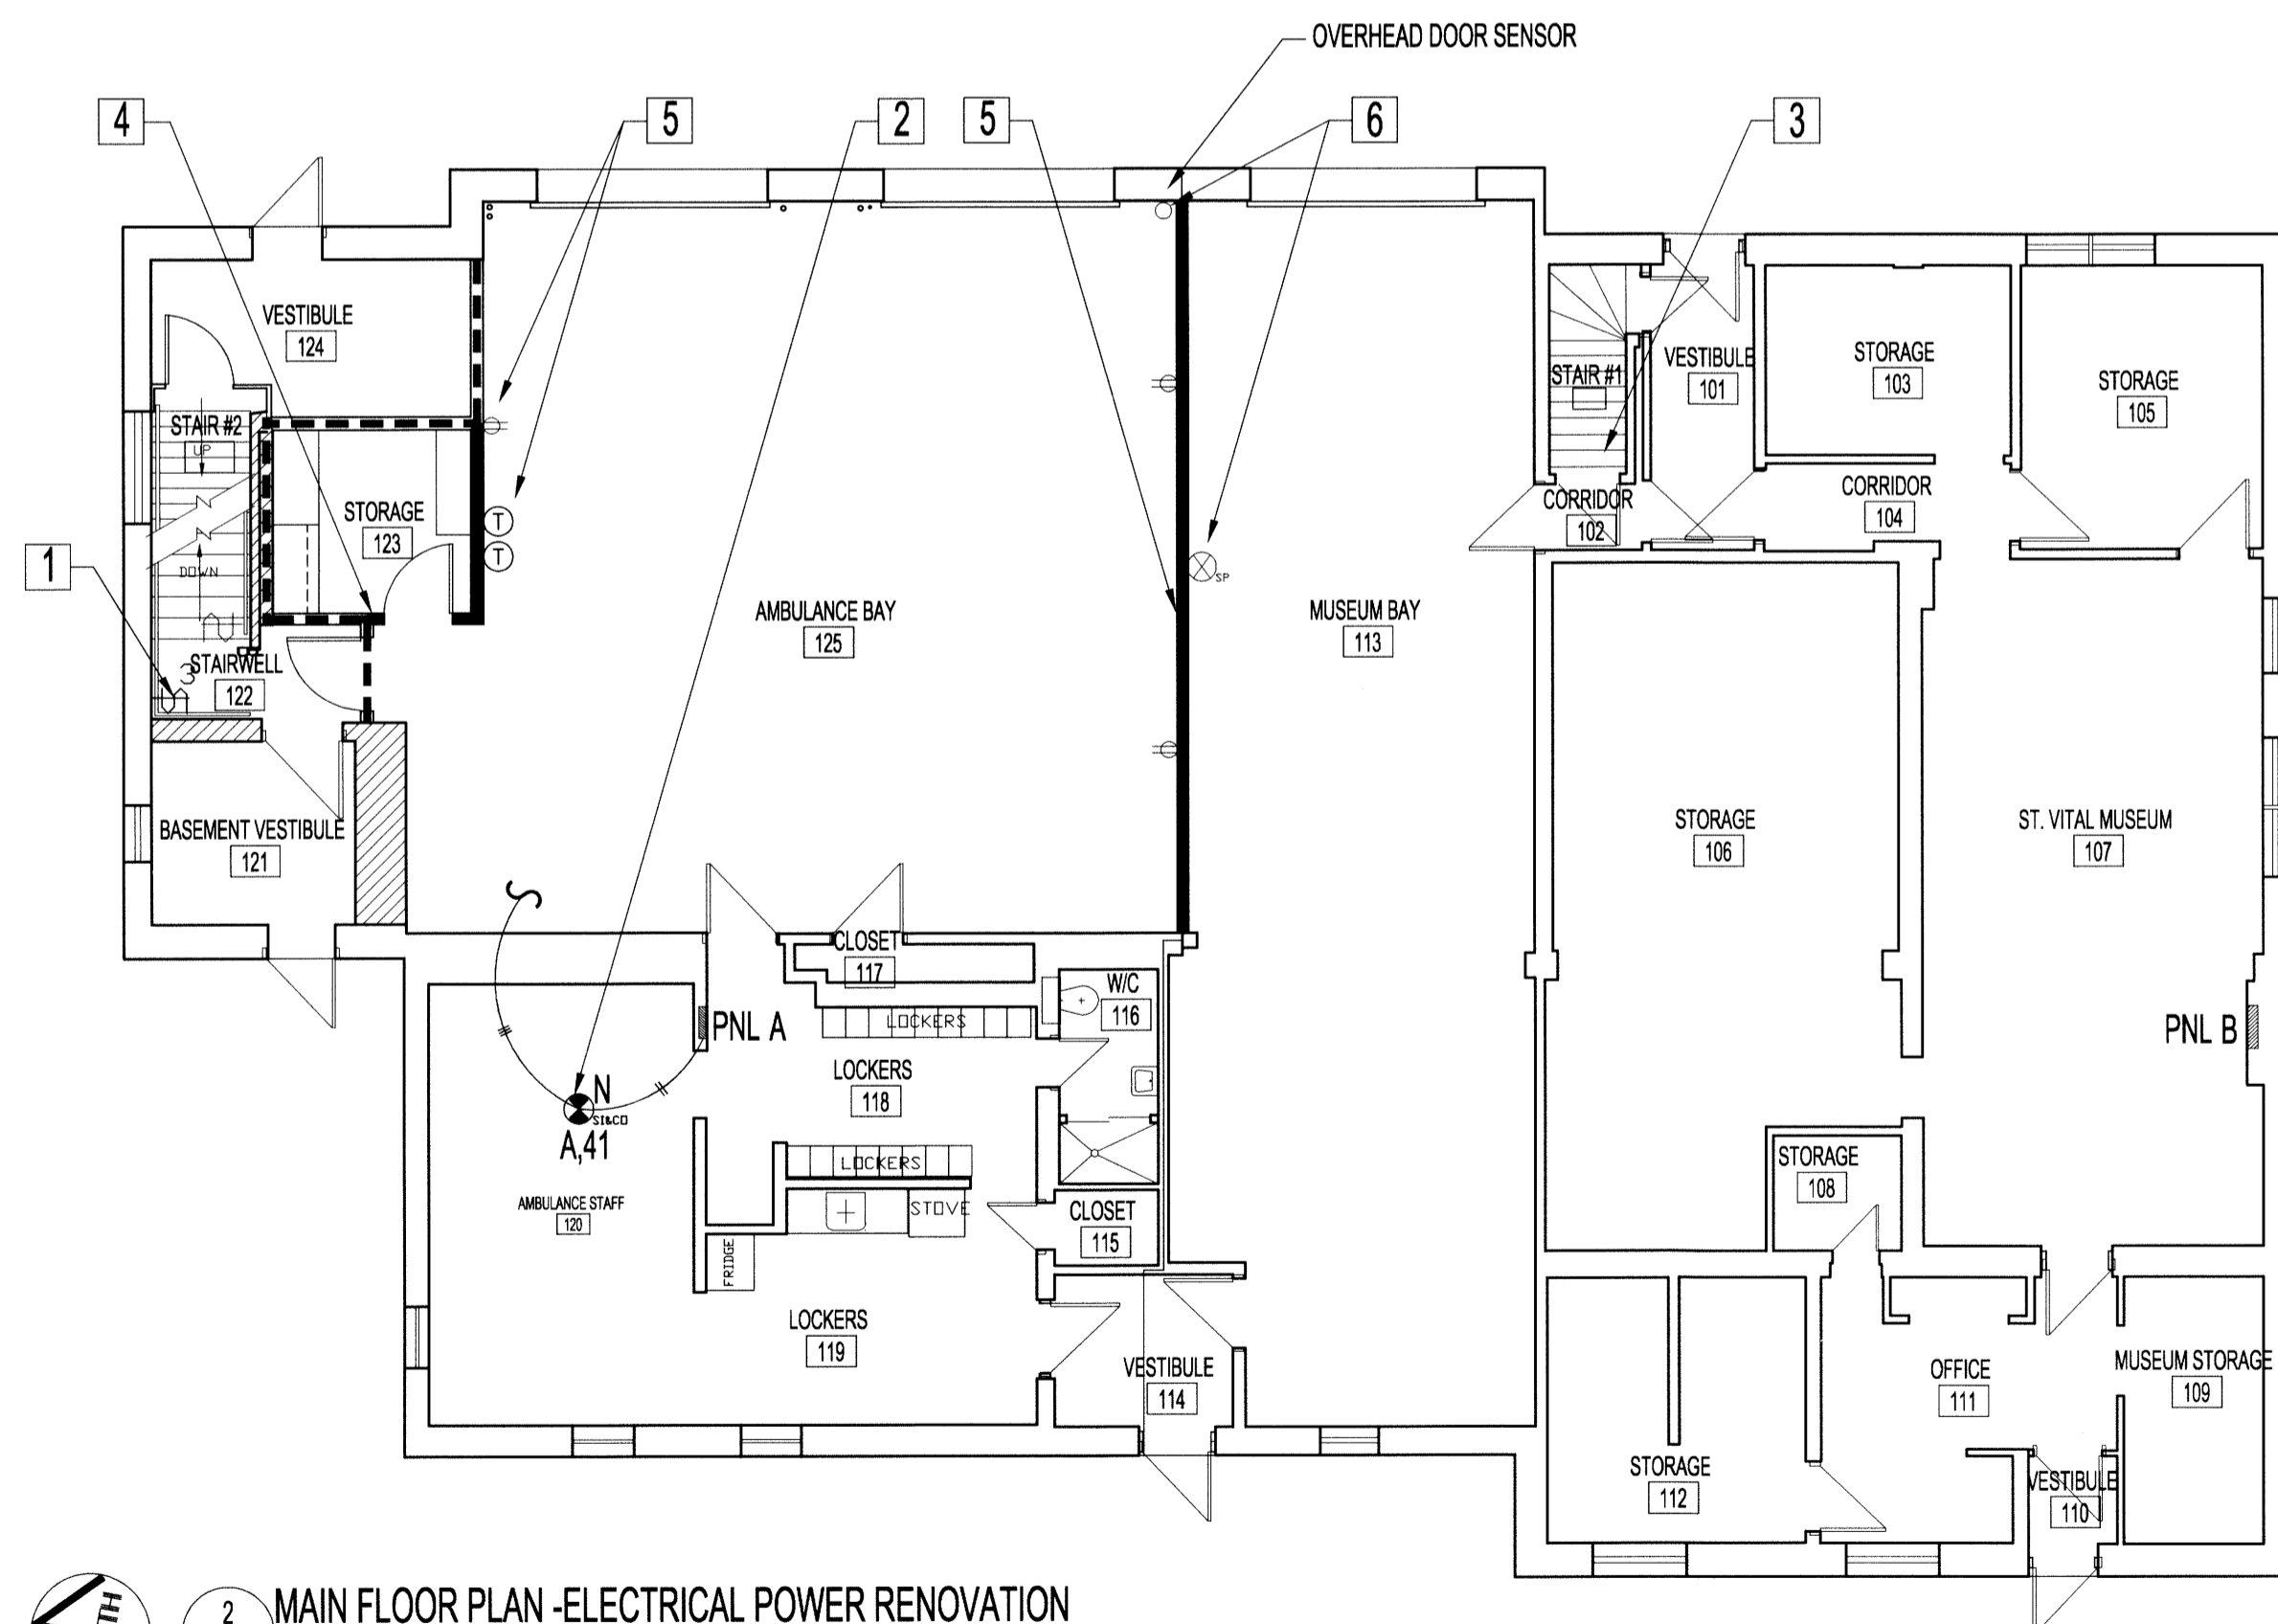 OVERHEAD DOOR SENSOR
4
5
2
5
6
3
VESTIBULE
124
STAIR #2
UP
STORAGE
123
T
T
1
DOWN
3
STAIRWELL
122
AMBULANCE BAY
125
SP
MUSEUM BAY
113
STAIR #1
VESTIBULE
101
STORAGE
103
STORAGE
105
CORRIDOR
102
CORRIDOR
104
BASEMENT VESTIBULE
121
STORAGE
106
ST. VITAL MUSEUM
107
S
CLOSET
117
W/C
116
LOCKERS
PNL A
PNL B
LOCKERS
118
N
SI&CO
A,41
LOCKERS
AMBULANCE STAFF
120
STOVE
CLOSET
115
STORAGE
108
FRIDGE
LOCKERS
119
VESTIBULE
114
OFFICE
111
MUSEUM STORAGE
109
STORAGE
112
VESTIBULE
110
2
MAIN FLOOR PLAN -ELECTRICAL POWER RENOVATION